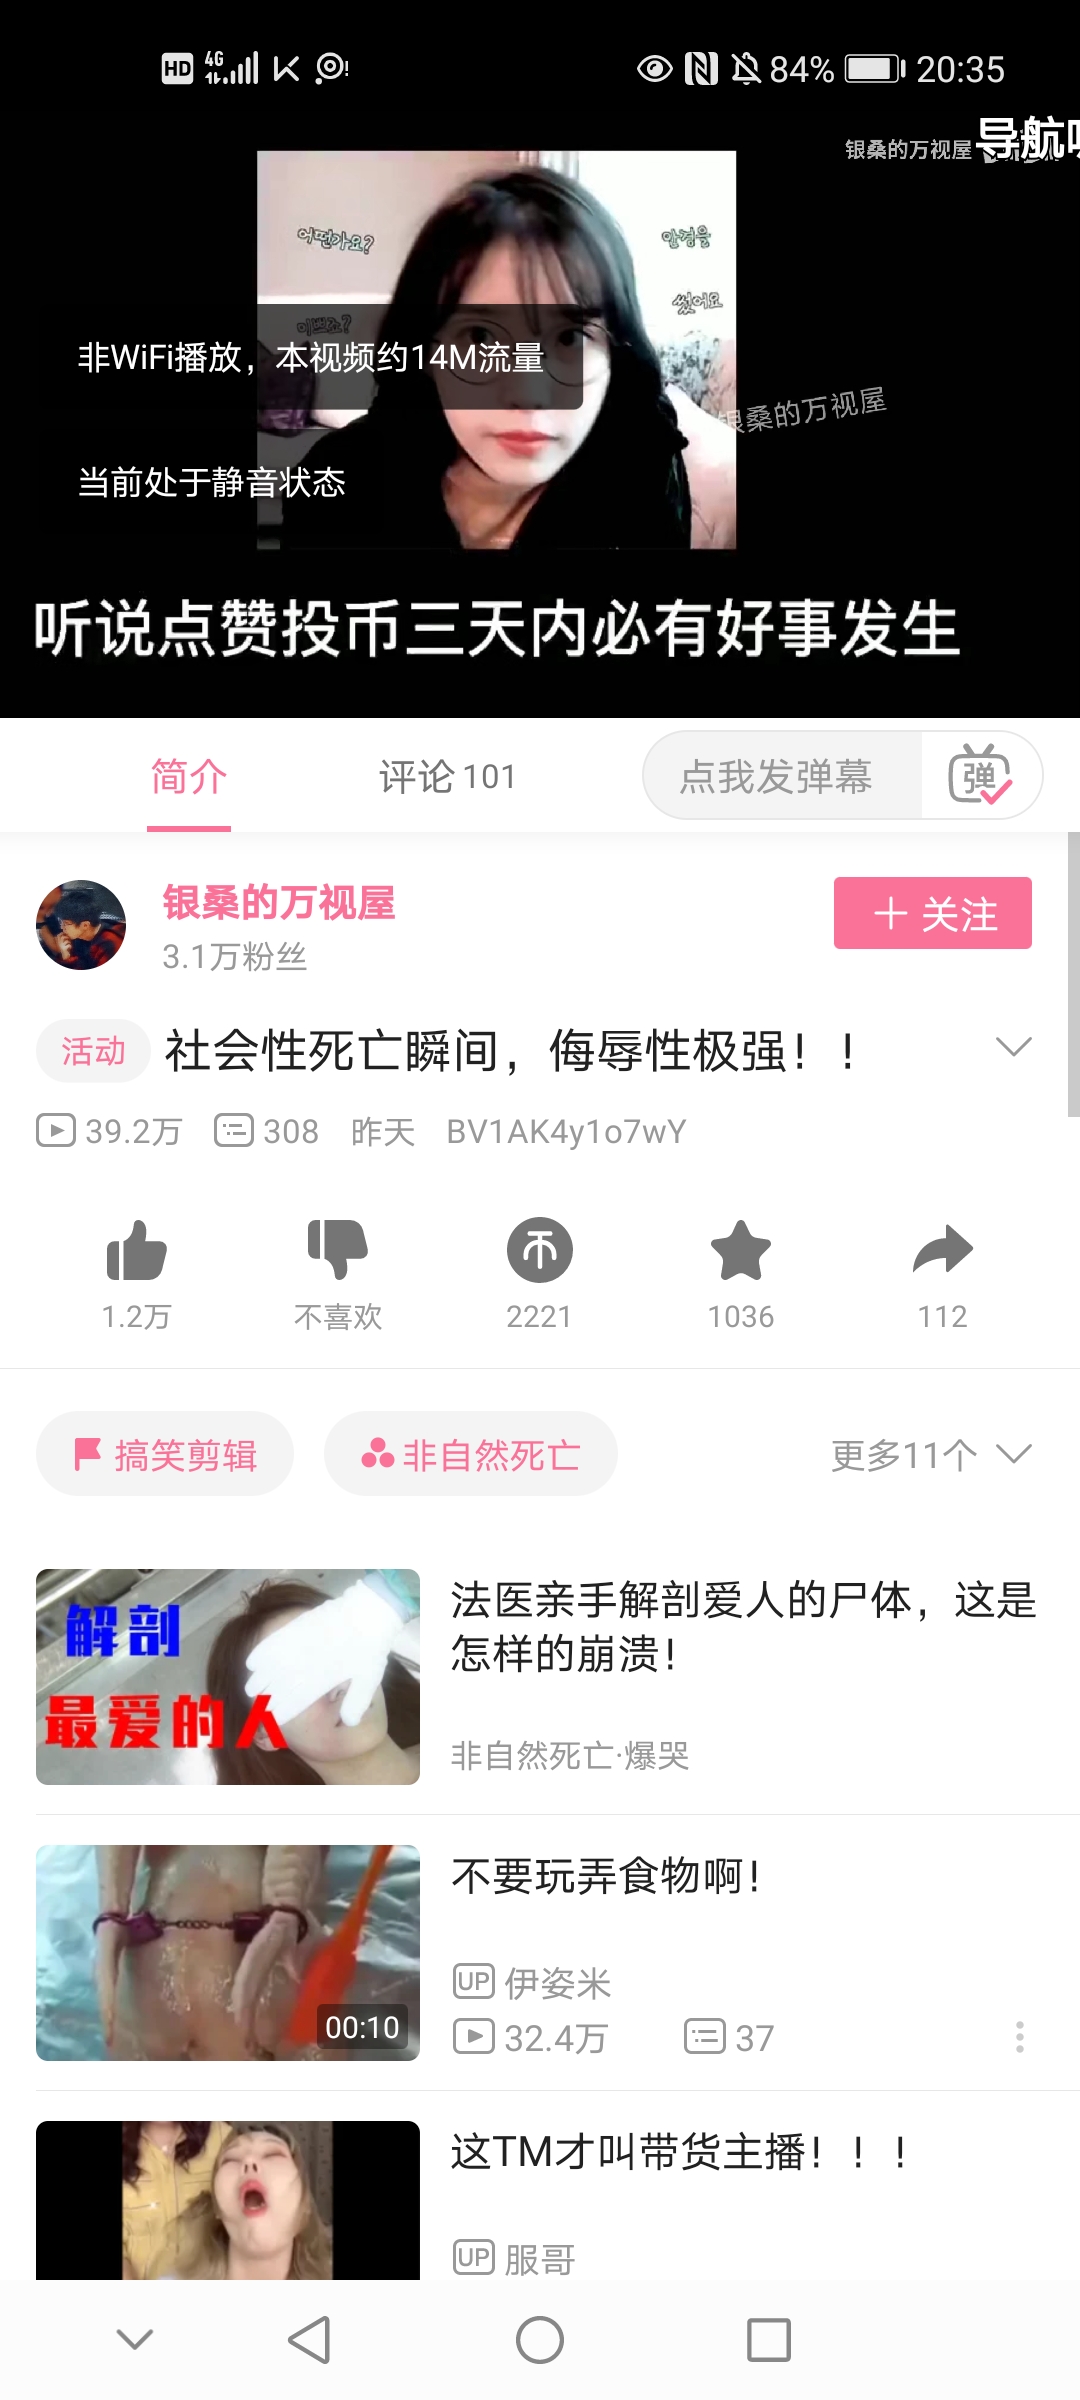 HD 4G 84% 20:35
银桑的万视屋
导航
어떤가요?
안경을
썼어요
이쁘죠?
非WiFi播放，本视频约14M流量
银桑的万视屋
当前处于静音状态
听说点赞投币三天内必有好事发生
简介 评论101 点我发弹幕 弹
银桑的万视屋
3.1万粉丝
关注
活动 社会性死亡瞬间，侮辱性极强！！
39.2万 308 昨天 BV1AK4y1o7wY
1.2万 不喜欢 2221 1036 112
搞笑剪辑 非自然死亡 更多11个
解剖
最爱的人
法医亲手解剖爱人的尸体，这是
怎样的崩溃！
非自然死亡·爆哭
00:10
不要玩弄食物啊！
UP 伊姿米
32.4万 37
这TM才叫带货主播！！！
UP 服哥